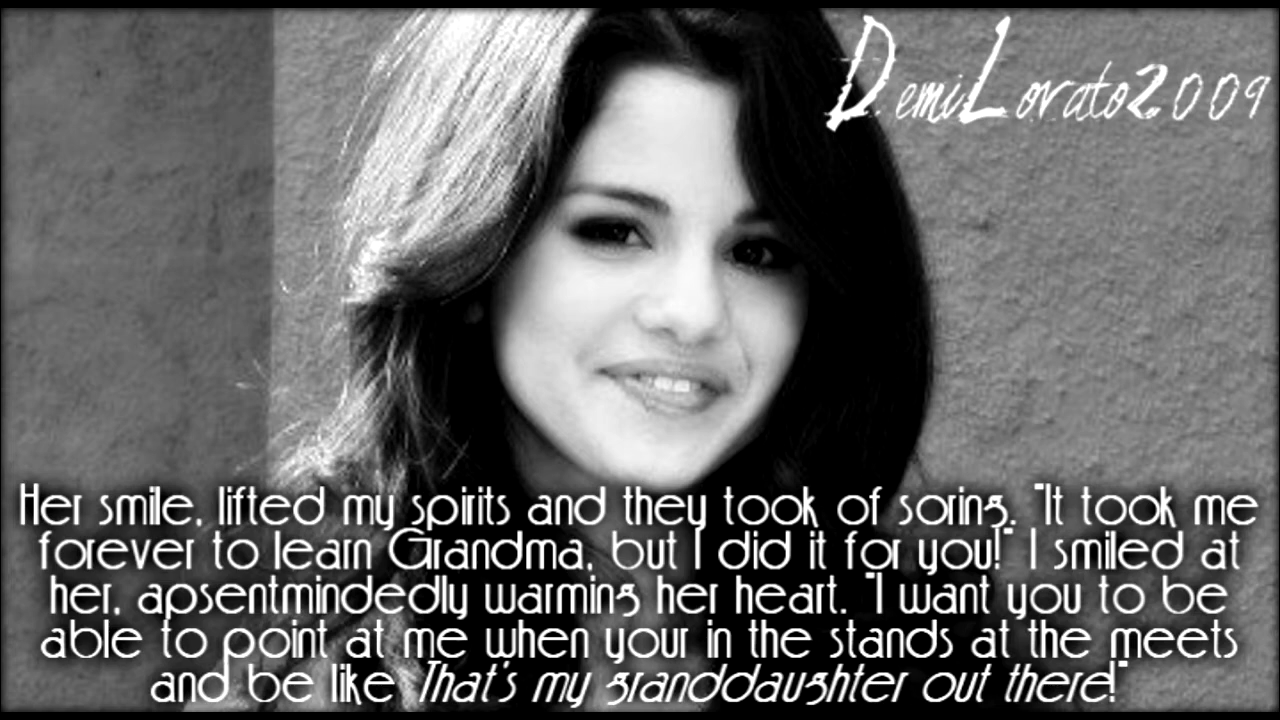 DemiLovato2009
Her smile, lifted my spirits and they took of soring. "It took me
forever to learn Grandma, but I did it for you!" I smiled at
her, apsentmindedly warming her heart. "I want you to be
able to point at me when your in the stands at the meets
and be like That's my granddaughter out there!"